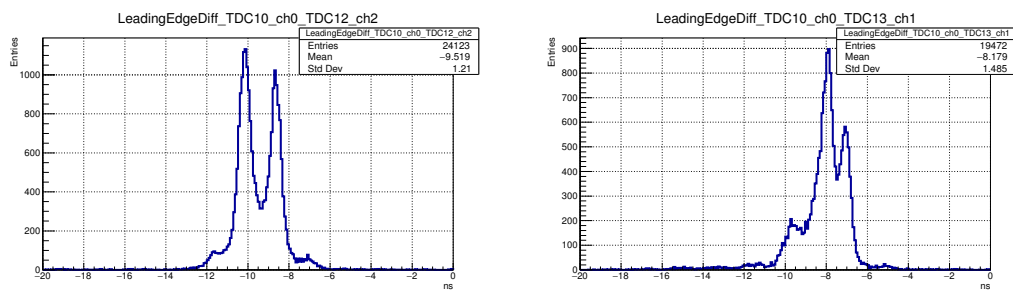 LeadingEdgeDiff_TDC10_ch0_TDC12_ch2
LeadingEdgeDiff_TDC10_ch0_TDC12_ch2
Entries 24123
Mean −9.519
Std Dev 1.21
Entries
1000
800
600
400
200
0
−20 −18 −16 −14 −12 −10 −8 −6 −4 −2 0
ns
LeadingEdgeDiff_TDC10_ch0_TDC13_ch1
LeadingEdgeDiff_TDC10_ch0_TDC13_ch1
Entries 19472
Mean −8.179
Std Dev 1.485
Entries
900
800
700
600
500
400
300
200
100
0
−20 −18 −16 −14 −12 −10 −8 −6 −4 −2 0
ns